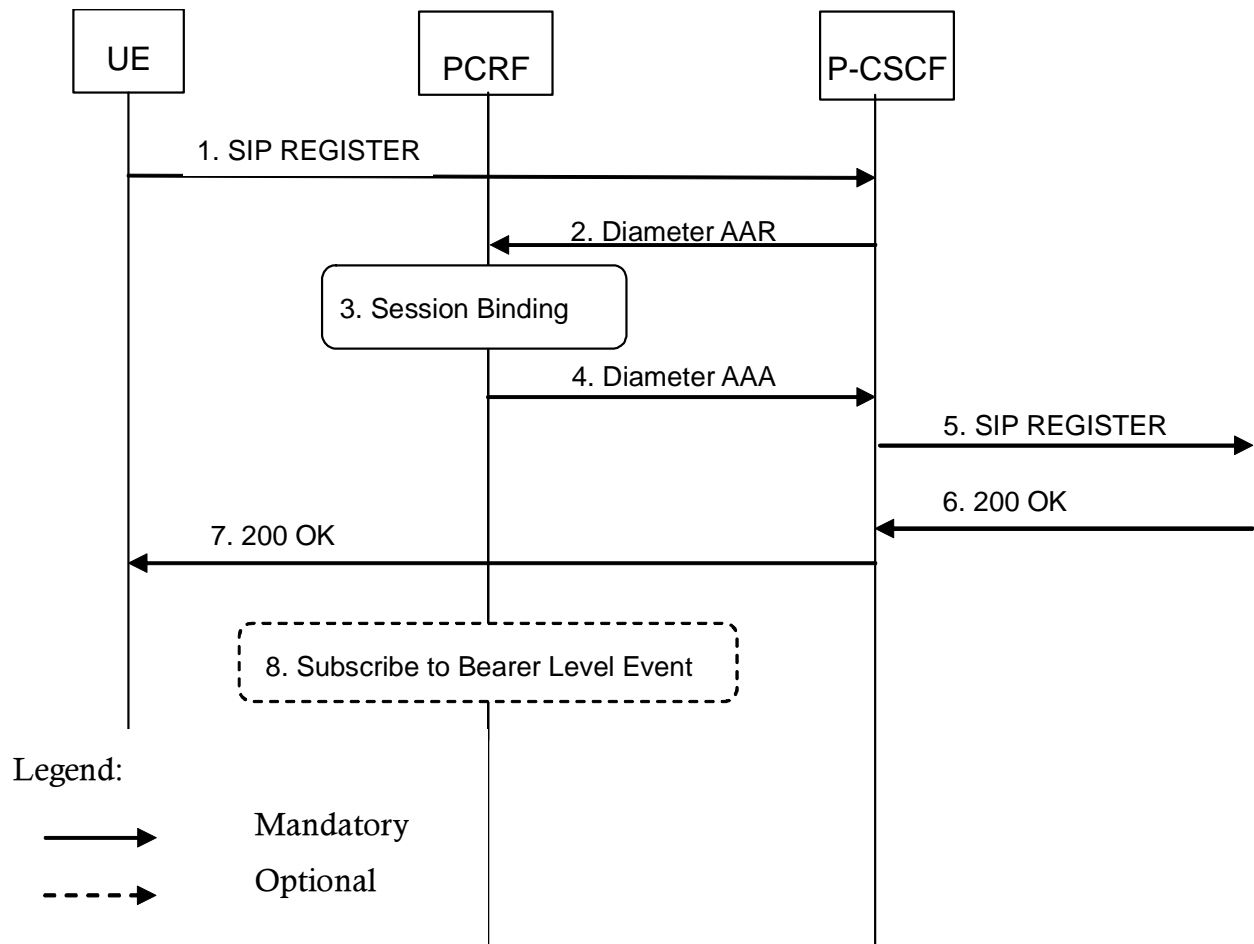 UE
PCRF
P-CSCF
1. SIP REGISTER
2. Diameter AAR
3. Session Binding
4. Diameter AAA
5. SIP REGISTER
6. 200 OK
7. 200 OK
8. Subscribe to Bearer Level Event
Legend:
Mandatory
Optional